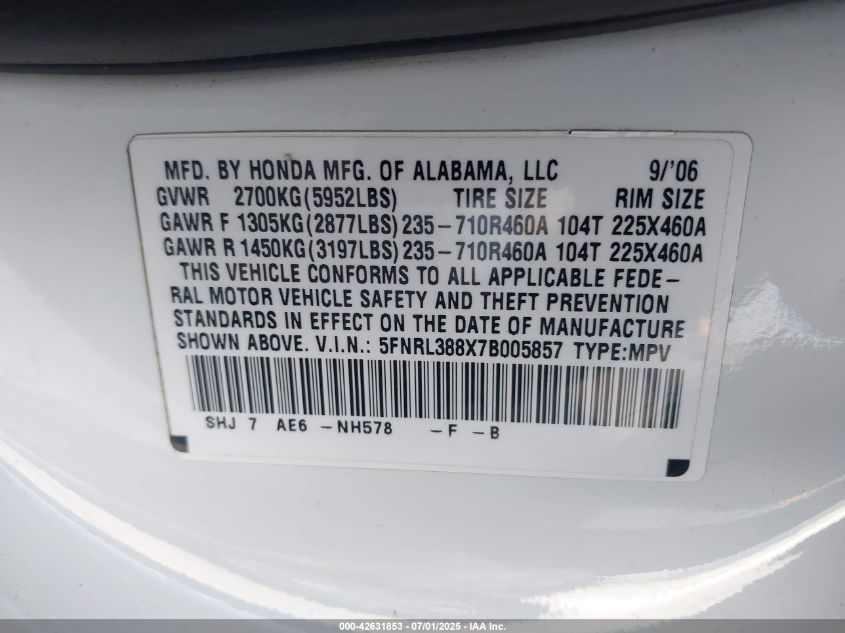 MFD. BY HONDA MFG. OF ALABAMA, LLC 9/'06
GVWR 2700KG(5952LBS) TIRE SIZE RIM SIZE
GAWR F 1305KG(2877LBS) 235-710R460A 104T 225X460A
GAWR R 1450KG(3197LBS) 235-710R460A 104T 225X460A
THIS VEHICLE CONFORMS TO ALL APPLICABLE FEDE-
RAL MOTOR VEHICLE SAFETY AND THEFT PREVENTION
STANDARDS IN EFFECT ON THE DATE OF MANUFACTURE
SHOWN ABOVE. V.I.N.: 5FNRL388X7B005857 TYPE:MPV
SHJ 7 AE6 -NH578 -F -B
000-42631853 - 07/01/2025 - IAA Inc.